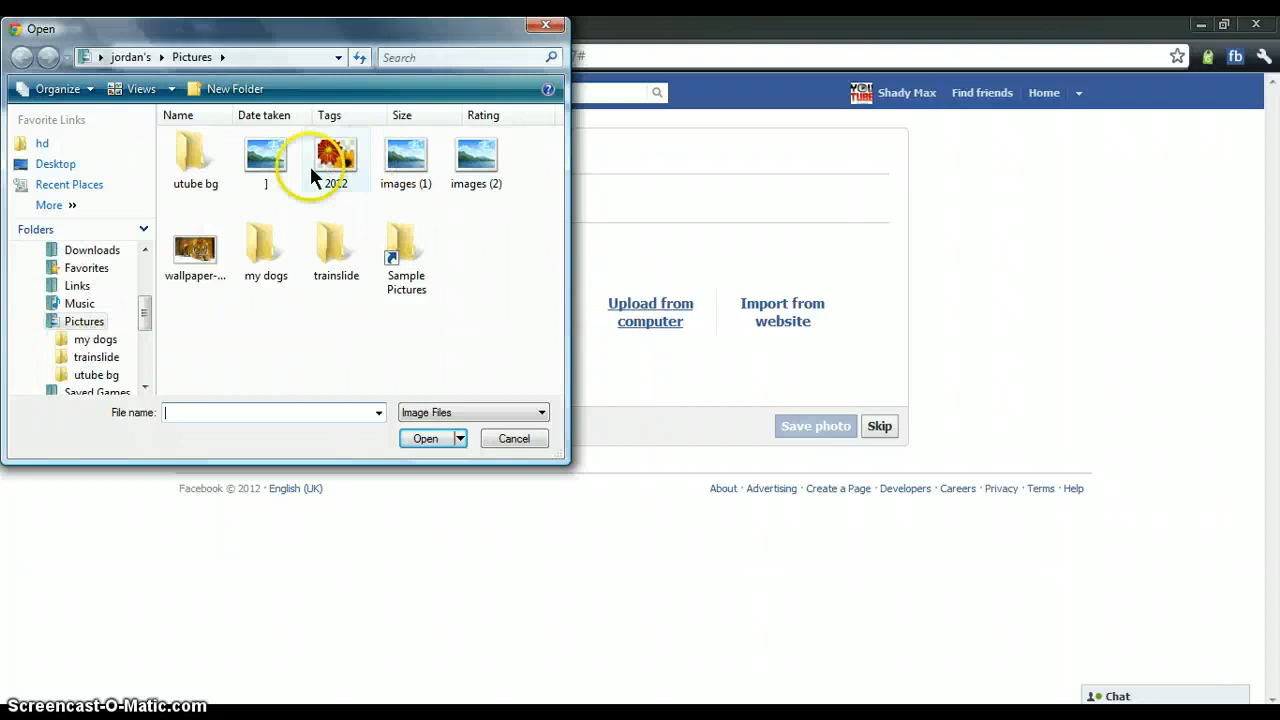 Open
jordan's
Pictures
Search
7#
Organize
Views
New Folder
Shady Max
Find friends
Home
fb
YOU
TUBE
Favorite Links
hd
Desktop
Recent Places
More »
Folders
Downloads
Favorites
Links
Music
Pictures
my dogs
trainslide
utube bg
Saved Games
Name
Date taken
Tags
Size
Rating
utube bg
]
2012
images (1)
images (2)
wallpaper-...
my dogs
trainslide
Sample
Pictures
File name:
Image Files
Open
Cancel
Upload from
computer
Import from
website
Save photo
Skip
Facebook © 2012 · English (UK)
About · Advertising · Create a Page · Developers · Careers · Privacy · Terms · Help
Chat
Screencast-O-Matic.com